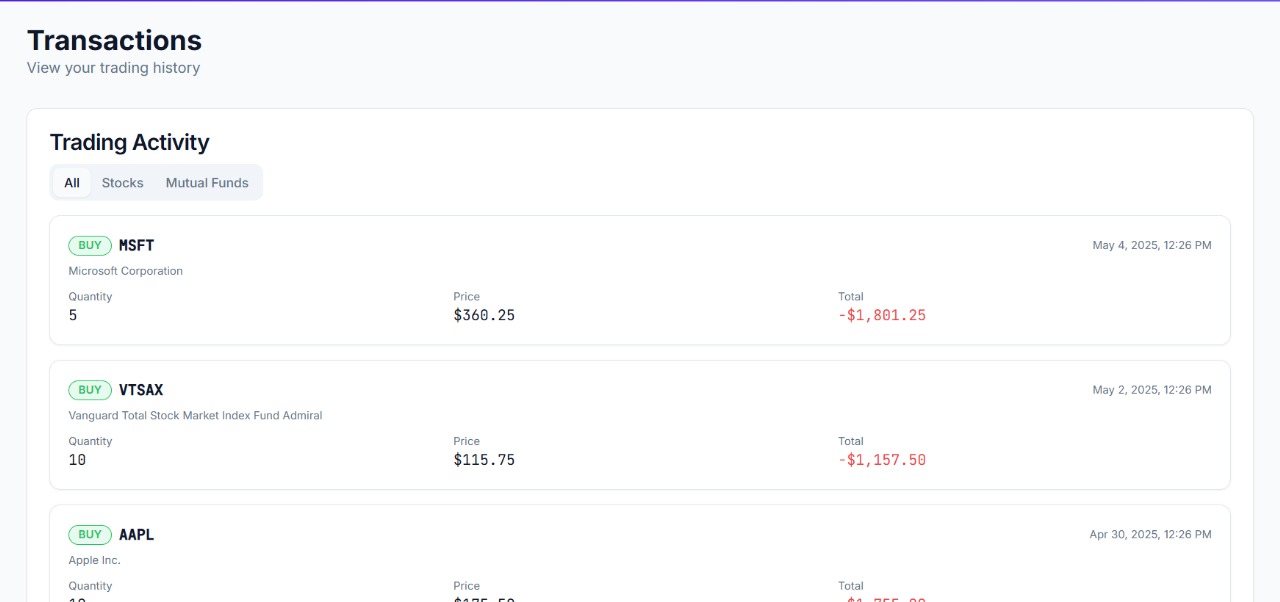 Transactions
View your trading history
Trading Activity
All Stocks Mutual Funds
BUY MSFT May 4, 2025, 12:26 PM
Microsoft Corporation
Quantity Price Total
5 $360.25 -$1,801.25
BUY VTSAX May 2, 2025, 12:26 PM
Vanguard Total Stock Market Index Fund Admiral
Quantity Price Total
10 $115.75 -$1,157.50
BUY AAPL Apr 30, 2025, 12:26 PM
Apple Inc.
Quantity Price Total